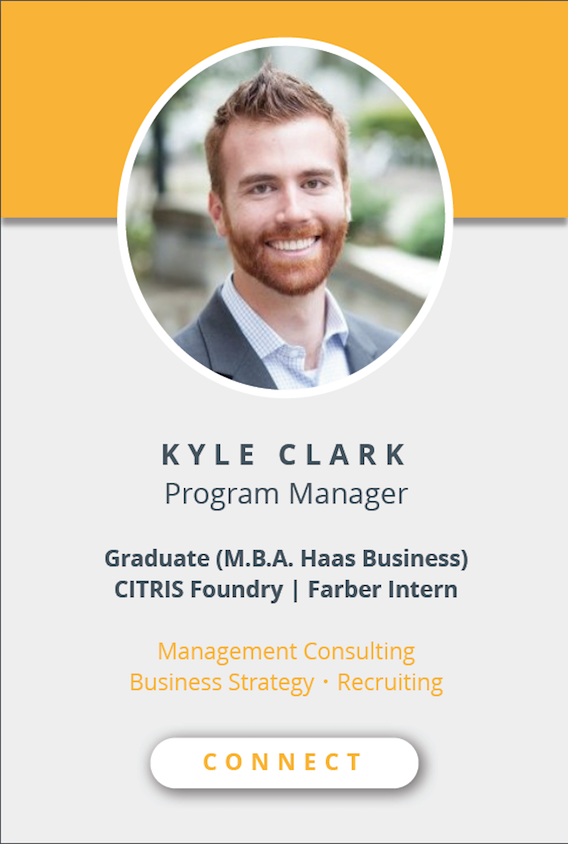 KYLE CLARK
Program Manager
Graduate (M.B.A. Haas Business)
CITRIS Foundry | Farber Intern
Management Consulting
Business Strategy · Recruiting
CONNECT